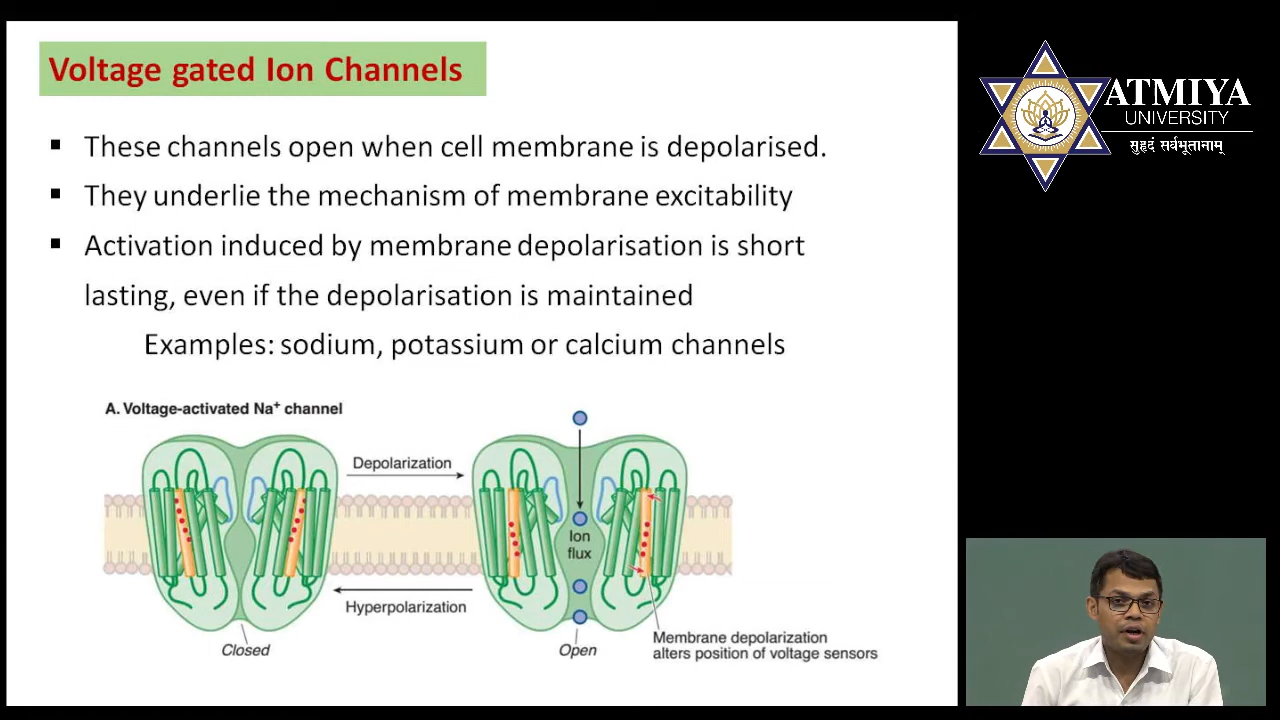 Voltage gated Ion Channels
ATMIYA
UNIVERSITY
सुहृदं सर्वभूतानाम्
▪ These channels open when cell membrane is depolarised.
▪ They underlie the mechanism of membrane excitability
▪ Activation induced by membrane depolarisation is short
lasting, even if the depolarisation is maintained
Examples: sodium, potassium or calcium channels
A. Voltage-activated Na⁺ channel
Depolarization
Ion
flux
Hyperpolarization
Closed
Open
Membrane depolarization
alters position of voltage sensors